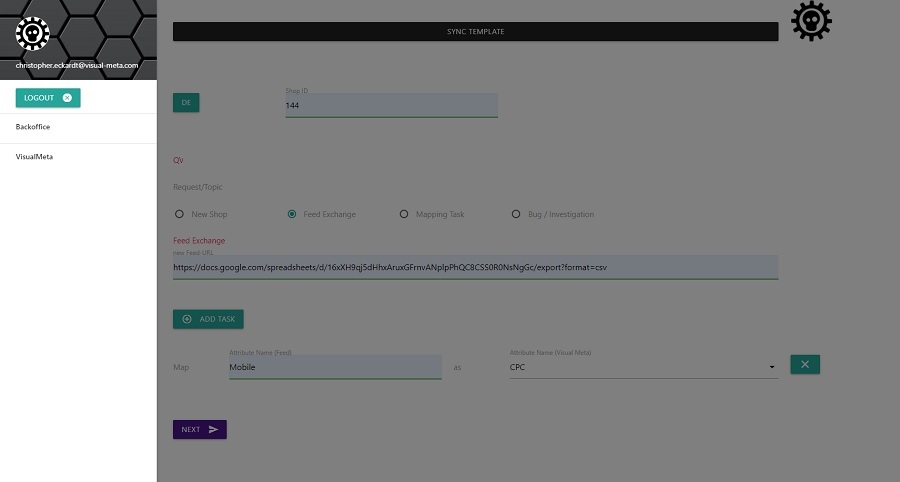 christopher.eckardt@visual-meta.com
LOGOUT
Backoffice
VisualMeta
SYNC TEMPLATE
DE
Shop ID
144
QV
Request/Topic
New Shop
Feed Exchange
Mapping Task
Bug / Investigation
Feed Exchange
new Feed-URL
https://docs.google.com/spreadsheets/d/16xXH9qj5dHhxAruxGFrnvANplpPhQC8CSS0R0NsNgGc/export?format=csv
ADD TASK
Map
Attribute Name (Feed)
Mobile
as
Attribute Name (Visual Meta)
CPC
NEXT